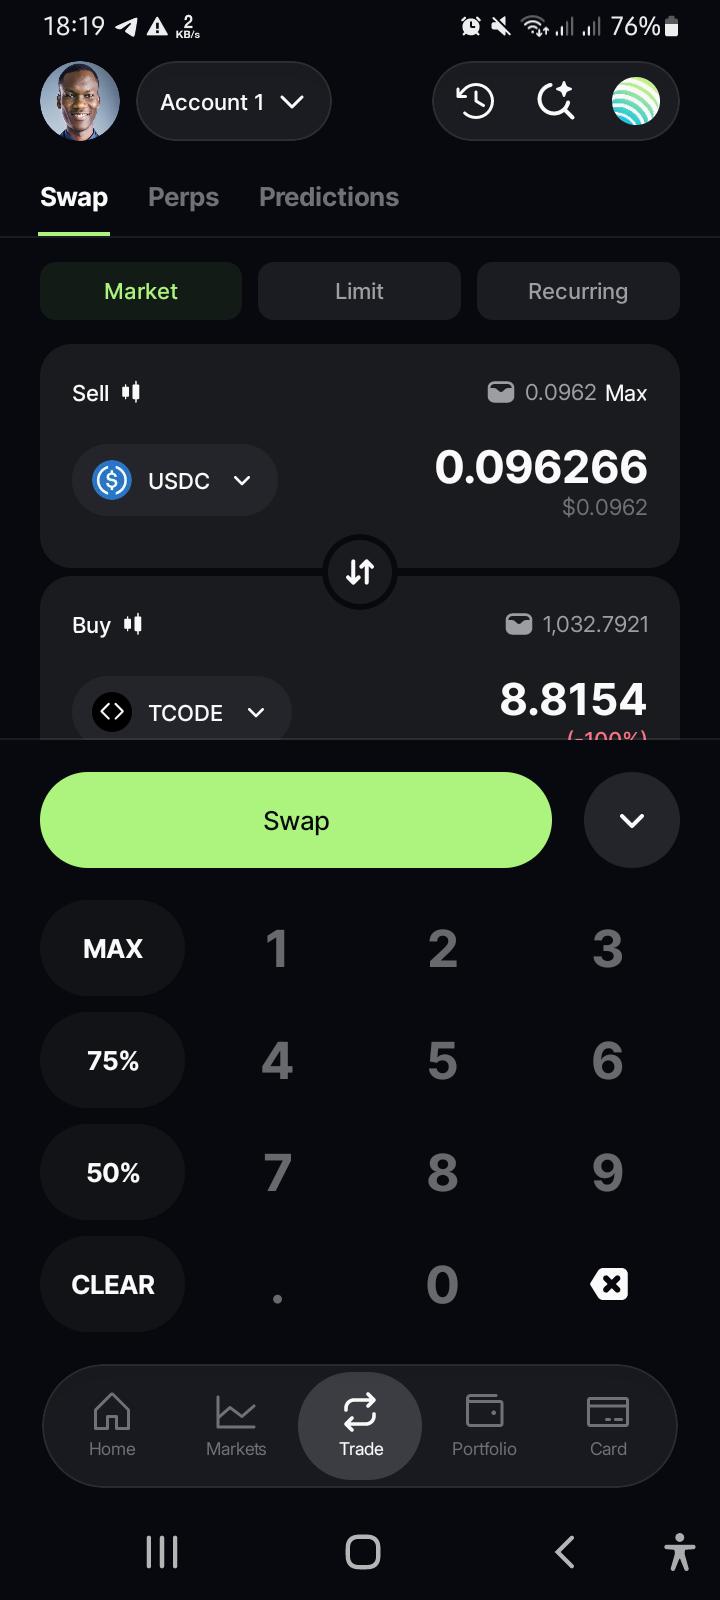 18:19 2 KB/s 76%
Account 1
Swap Perps Predictions
Market Limit Recurring
Sell 0.0962 Max
USDC 0.096266
$0.0962
Buy 1,032.7921
TCODE 8.8154
(-100%)
Swap
MAX 1 2 3
75% 4 5 6
50% 7 8 9
CLEAR . 0
Home Markets Trade Portfolio Card